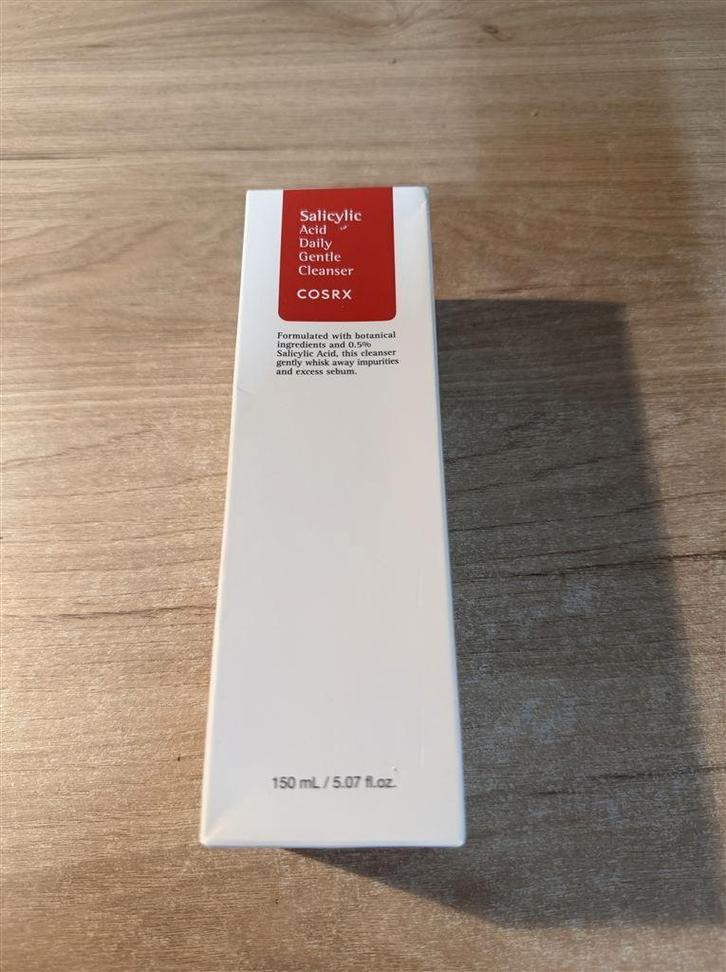 Salicylic
Acid
Daily
Gentle
Cleanser
COSRX
Formulated with botanical
ingredients and 0.5%
Salicylic Acid, this cleanser
gently whisk away impurities
and excess sebum.
150 mL / 5.07 fl.oz.